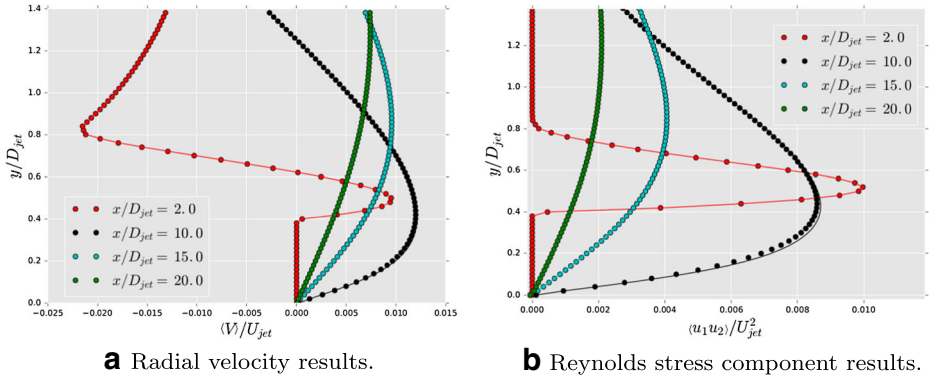 1.4
1.2
1.0
0.8
0.6
0.4
0.2
0.0
y/D_jet
x/D_jet = 2.0
x/D_jet = 10.0
x/D_jet = 15.0
x/D_jet = 20.0
−0.025 −0.020 −0.015 −0.010 −0.005 0.000 0.005 0.010 0.015
⟨V⟩/U_jet
a Radial velocity results.
1.2
1.0
0.8
0.6
0.4
0.2
0.0
y/D_jet
x/D_jet = 2.0
x/D_jet = 10.0
x/D_jet = 15.0
x/D_jet = 20.0
0.000 0.002 0.004 0.006 0.008 0.010
⟨u₁u₂⟩/U²_jet
b Reynolds stress component results.